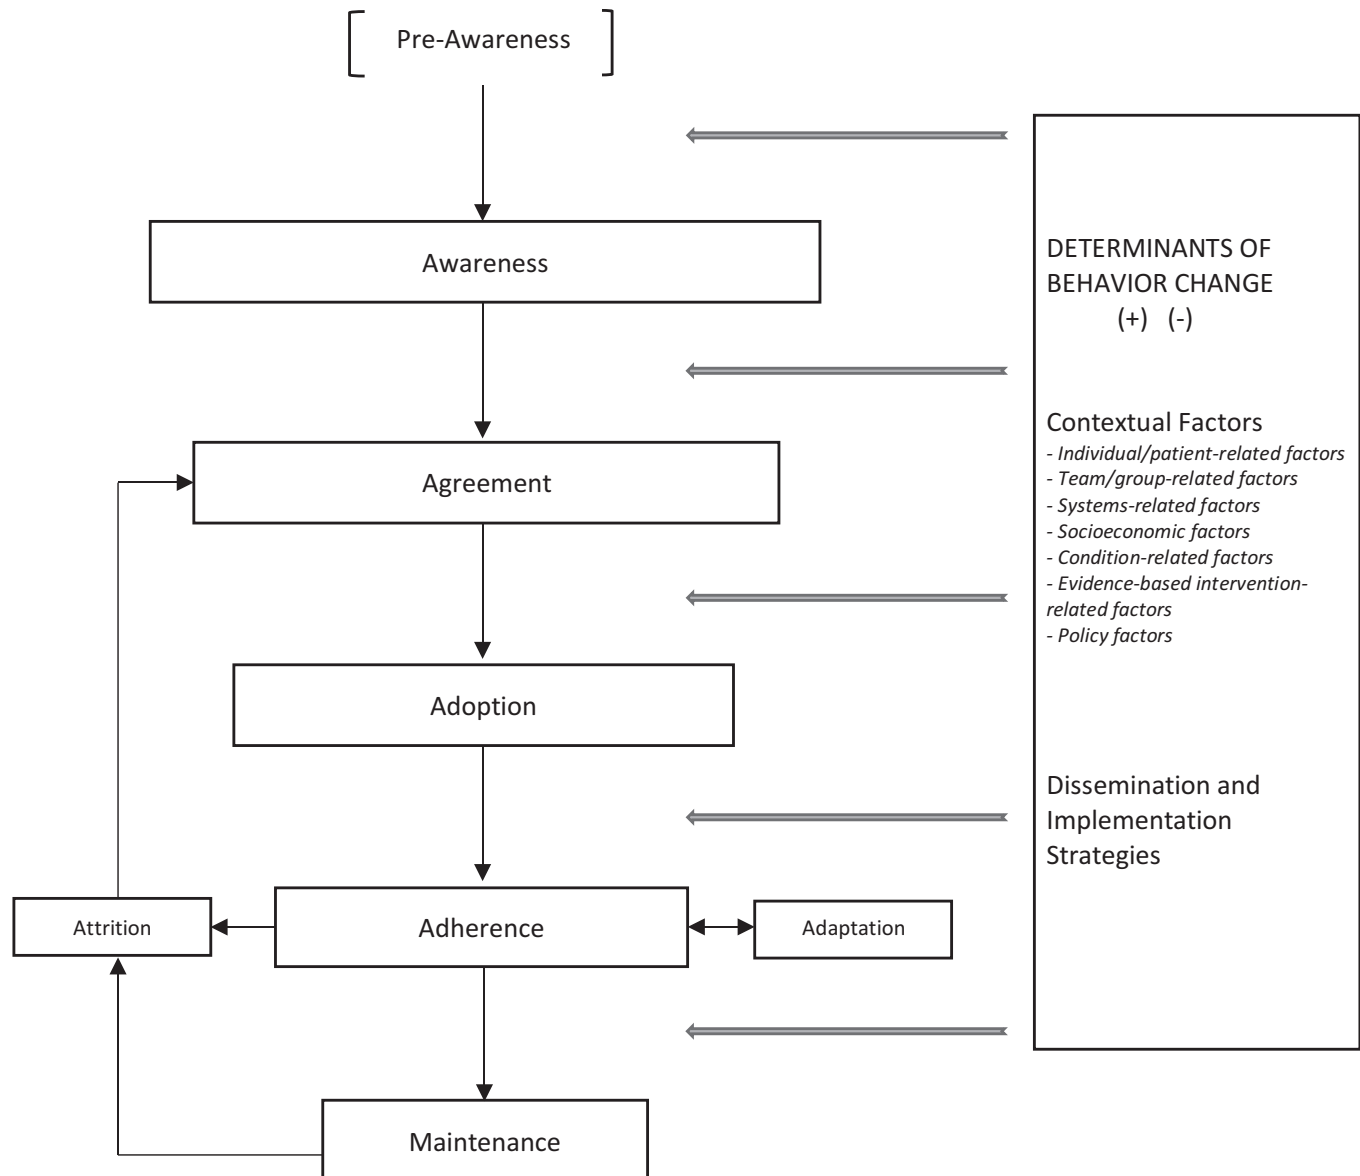 Pre-Awareness
Awareness
Agreement
Adoption
Adherence
Attrition
Adaptation
Maintenance
DETERMINANTS OF
BEHAVIOR CHANGE
(+) (-)
Contextual Factors
- Individual/patient-related factors
- Team/group-related factors
- Systems-related factors
- Socioeconomic factors
- Condition-related factors
- Evidence-based intervention-
related factors
- Policy factors
Dissemination and
Implementation
Strategies